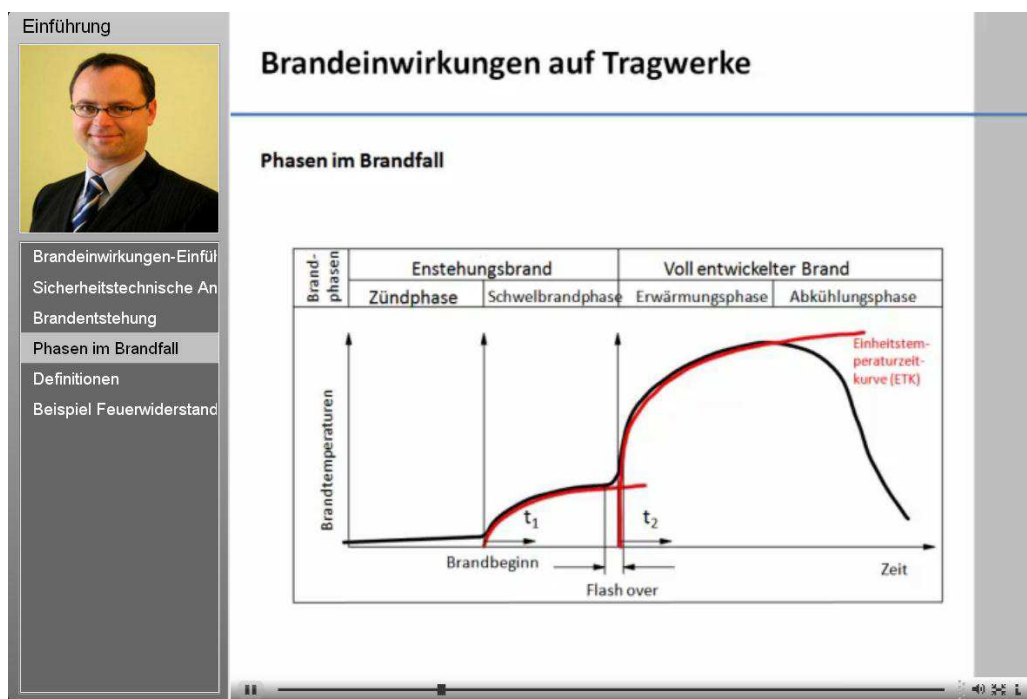 Einführung
Brandeinwirkungen-Einfüh
Sicherheitstechnische An
Brandentstehung
Phasen im Brandfall
Definitionen
Beispiel Feuerwiderstand
Brandeinwirkungen auf Tragwerke
Phasen im Brandfall
Brand-
phasen
Enstehungsbrand
Voll entwickelter Brand
Zündphase
Schwelbrandphase
Erwärmungsphase
Abkühlungsphase
Einheitstem-
peraturzeit-
kurve (ETK)
Brandtemperaturen
t₁
t₂
Brandbeginn
Flash over
Zeit